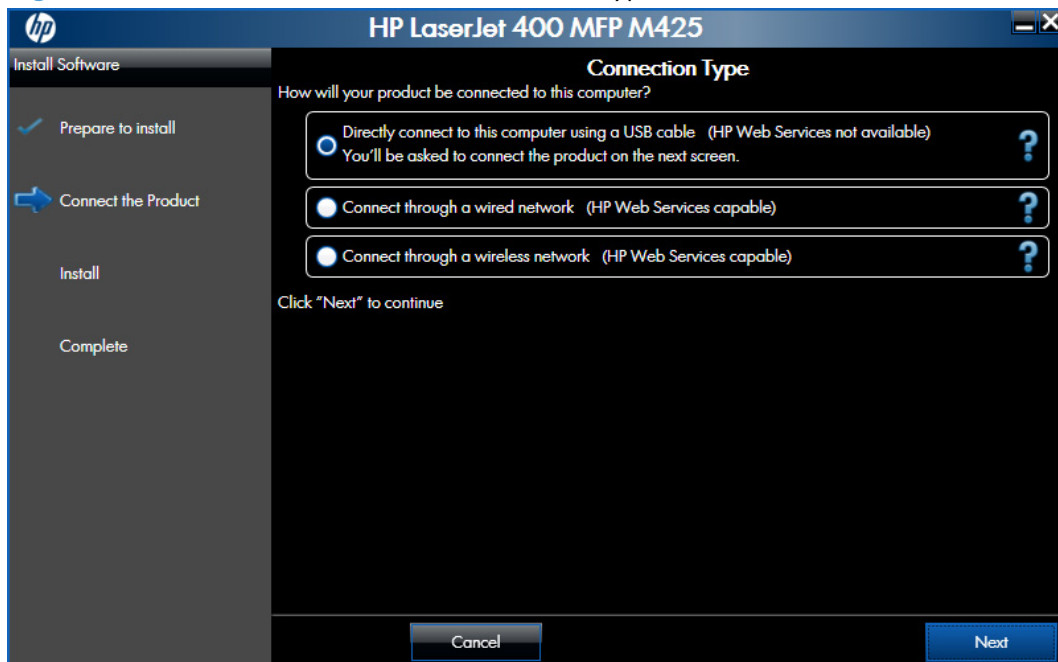 hp
HP LaserJet 400 MFP M425
Install Software
Connection Type
How will your product be connected to this computer?
Prepare to install
Directly connect to this computer using a USB cable (HP Web Services not available)
You'll be asked to connect the product on the next screen.
?
Connect the Product
Connect through a wired network (HP Web Services capable)
?
Connect through a wireless network (HP Web Services capable)
?
Install
Click "Next" to continue
Complete
Cancel
Next